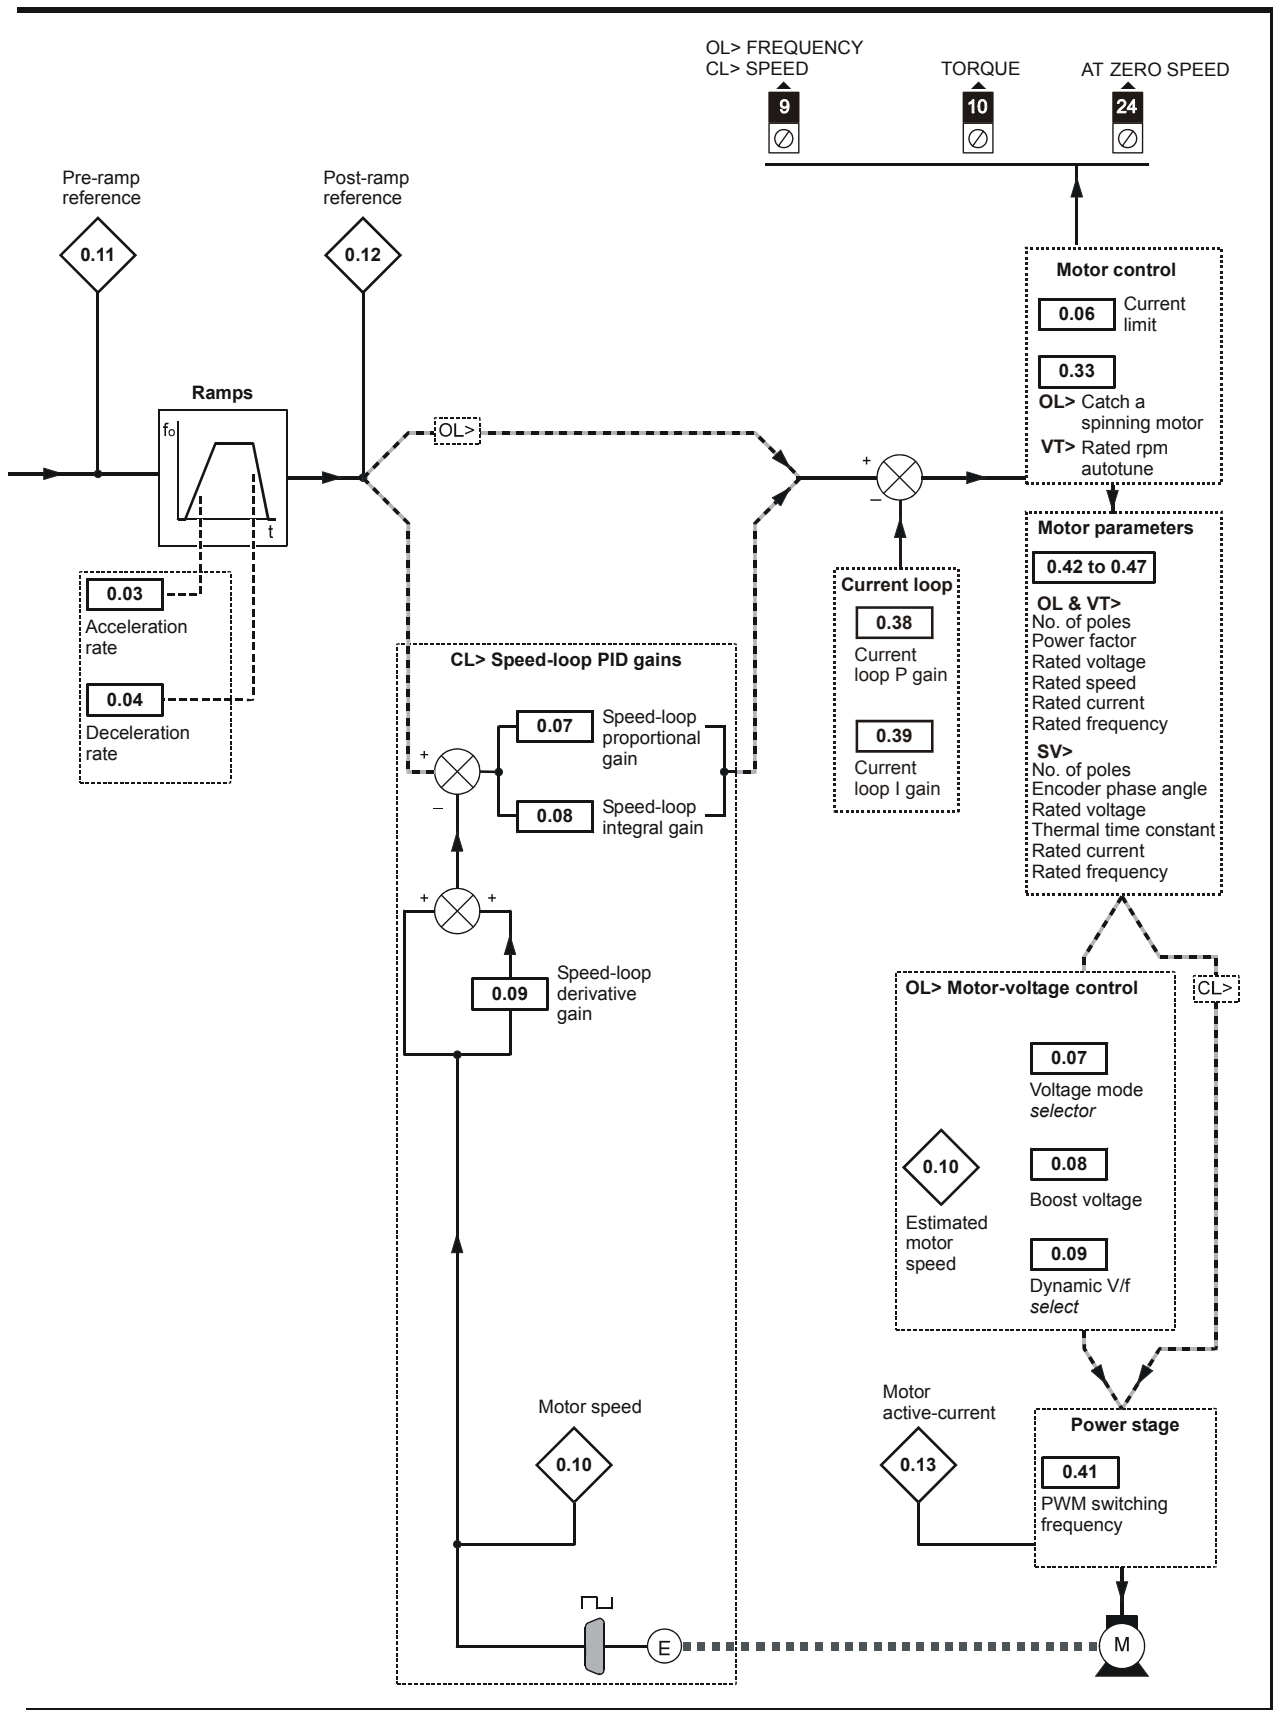 OL> FREQUENCY
CL> SPEED
TORQUE
AT ZERO SPEED
9
10
24
Pre-ramp
reference
0.11
Post-ramp
reference
0.12
Motor control
0.06
Current
limit
0.33
OL> Catch a
spinning motor
VT> Rated rpm
autotune
Ramps
fo
t
OL>
+
–
0.03
Acceleration
rate
0.04
Deceleration
rate
Current loop
0.38
Current
loop P gain
0.39
Current
loop I gain
Motor parameters
0.42 to 0.47
OL & VT>
No. of poles
Power factor
Rated voltage
Rated speed
Rated current
Rated frequency
SV>
No. of poles
Encoder phase angle
Rated voltage
Thermal time constant
Rated current
Rated frequency
CL> Speed-loop PID gains
0.07
Speed-loop
proportional
gain
+
–
0.08
Speed-loop
integral gain
+
+
0.09
Speed-loop
derivative
gain
OL> Motor-voltage control
CL>
0.07
Voltage mode
selector
0.10
Estimated
motor
speed
0.08
Boost voltage
0.09
Dynamic V/f
select
Motor speed
0.10
Motor
active-current
0.13
Power stage
0.41
PWM switching
frequency
E
M